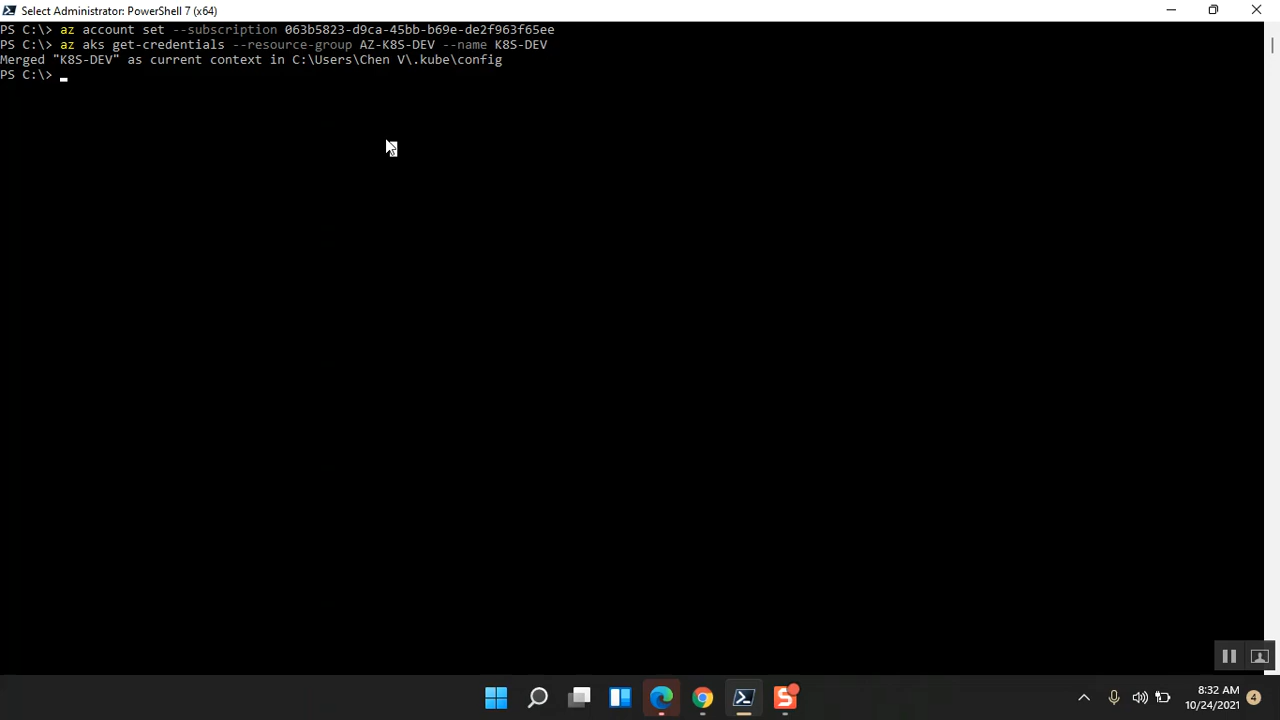 Select Administrator: PowerShell 7 (x64)
PS C:\> az account set --subscription 063b5823-d9ca-45bb-b69e-de2f963f65ee
PS C:\> az aks get-credentials --resource-group AZ-K8S-DEV --name K8S-DEV
Merged "K8S-DEV" as current context in C:\Users\Chen V\.kube\config
PS C:\>
8:32 AM
10/24/2021
4